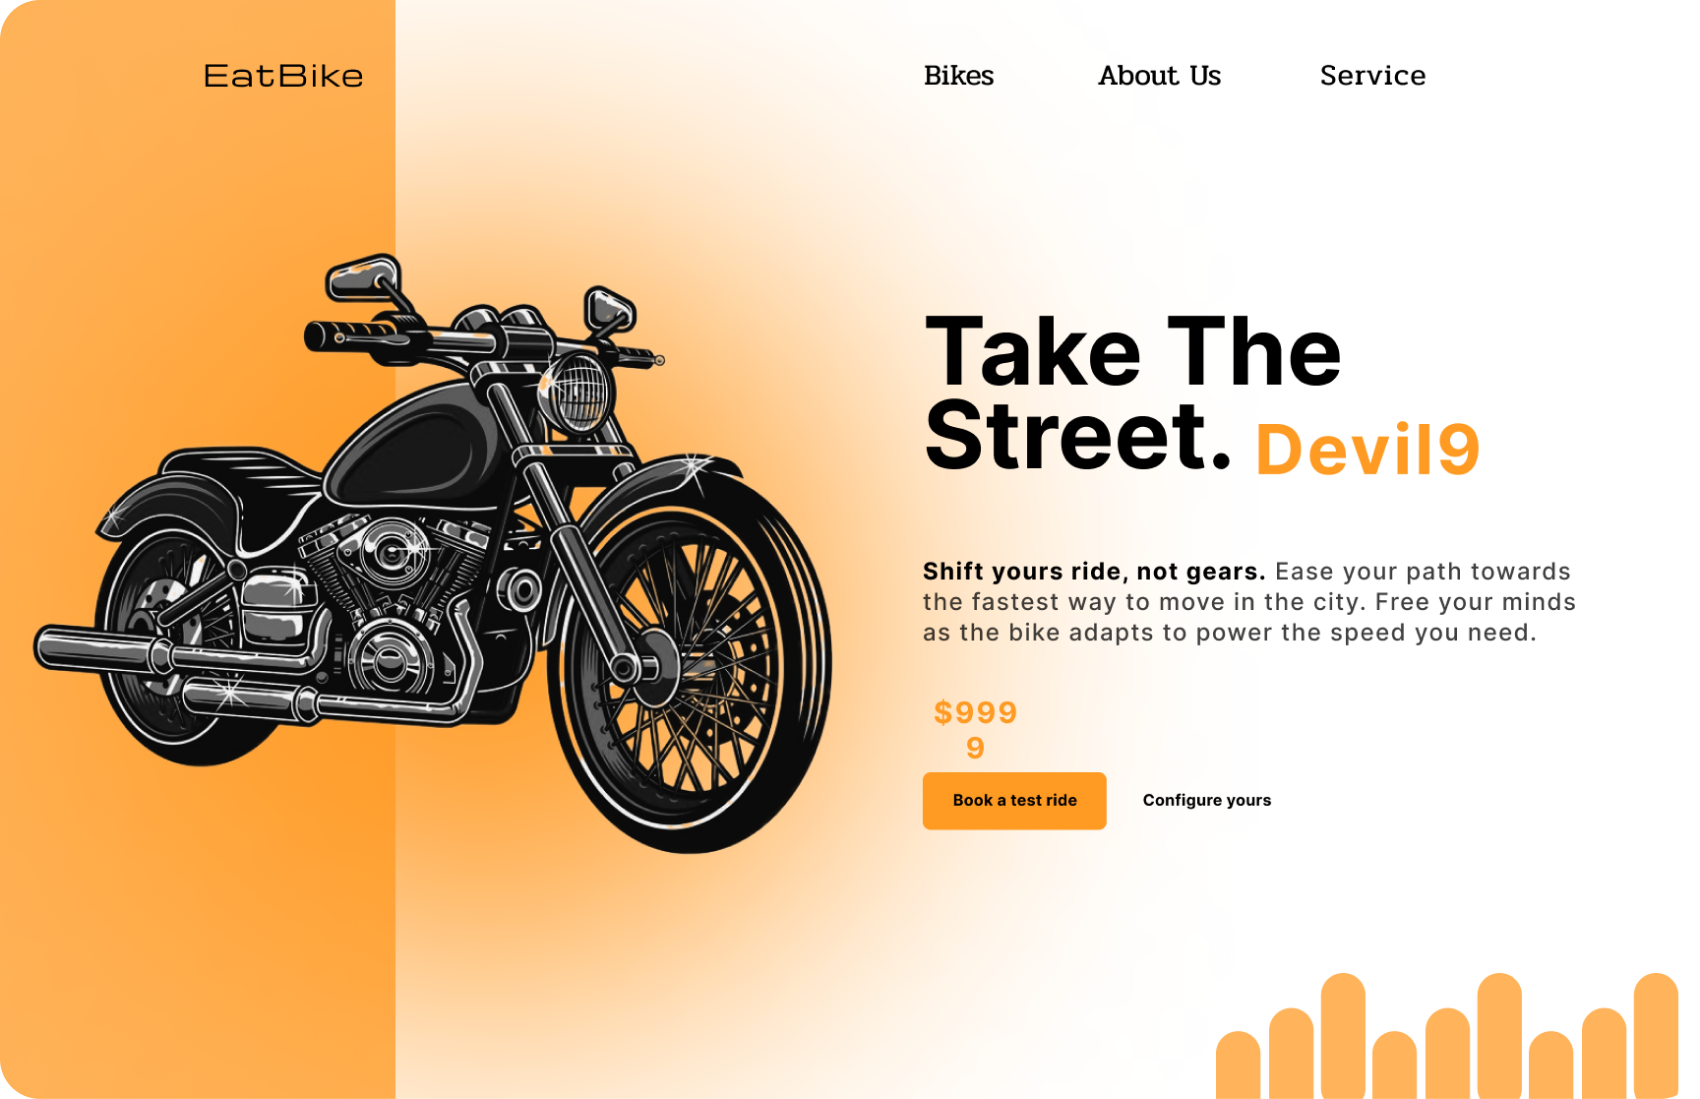 EatBike
Bikes
About Us
Service
Take The
Street. Devil9
Shift yours ride, not gears. Ease your path towards
the fastest way to move in the city. Free your minds
as the bike adapts to power the speed you need.
$999
9
Book a test ride
Configure yours